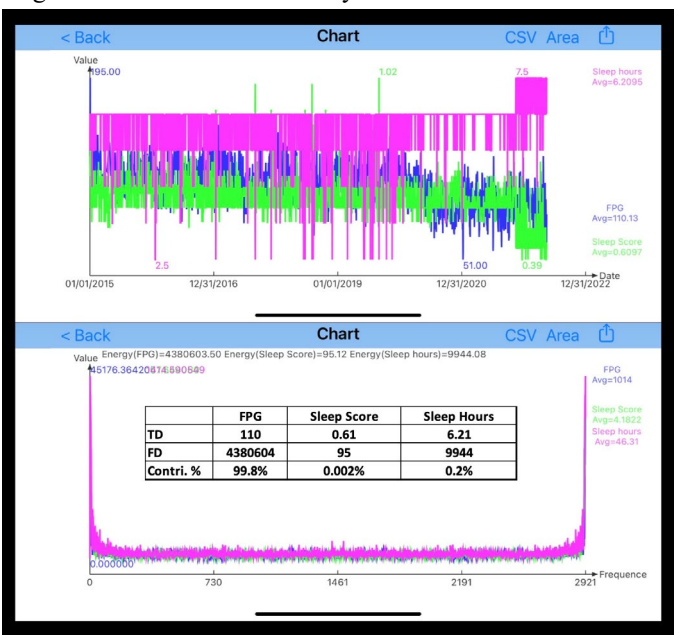 < Back Chart CSV Area
Value
195.00 1.02 7.5 Sleep hours
Avg=6.2095
FPG
Avg=110.13
Sleep Score
Avg=0.6097
2.5 51.00 0.39
Date
01/01/2015 12/31/2016 01/01/2019 12/31/2020 12/31/2022
< Back Chart CSV Area
Value Energy(FPG)=4380603.50 Energy(Sleep Score)=95.12 Energy(Sleep hours)=9944.08
FPG
Avg=1014
Sleep Score
Avg=4.1822
Sleep hours
Avg=46.31
FPG Sleep Score Sleep Hours
TD 110 0.61 6.21
FD 4380604 95 9944
Contri. % 99.8% 0.002% 0.2%
0.000000
Frequence
0 730 1461 2191 2921